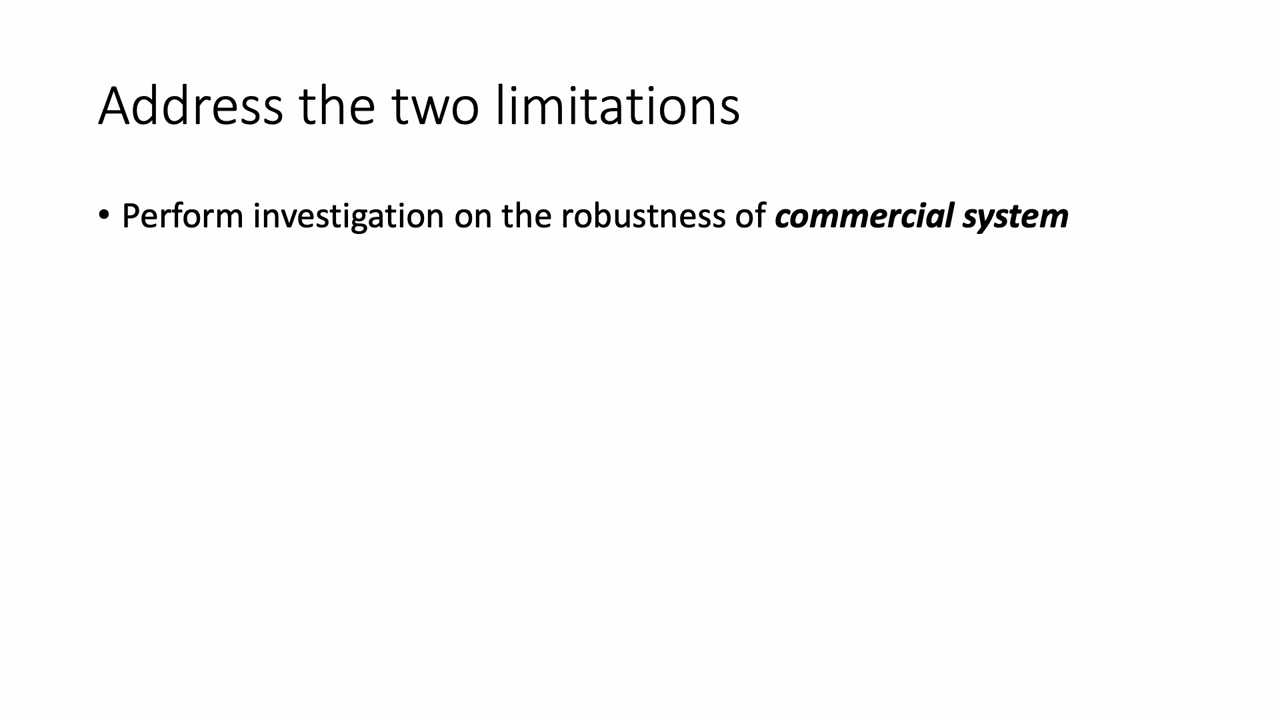 Address the two limitations
• Perform investigation on the robustness of commercial system